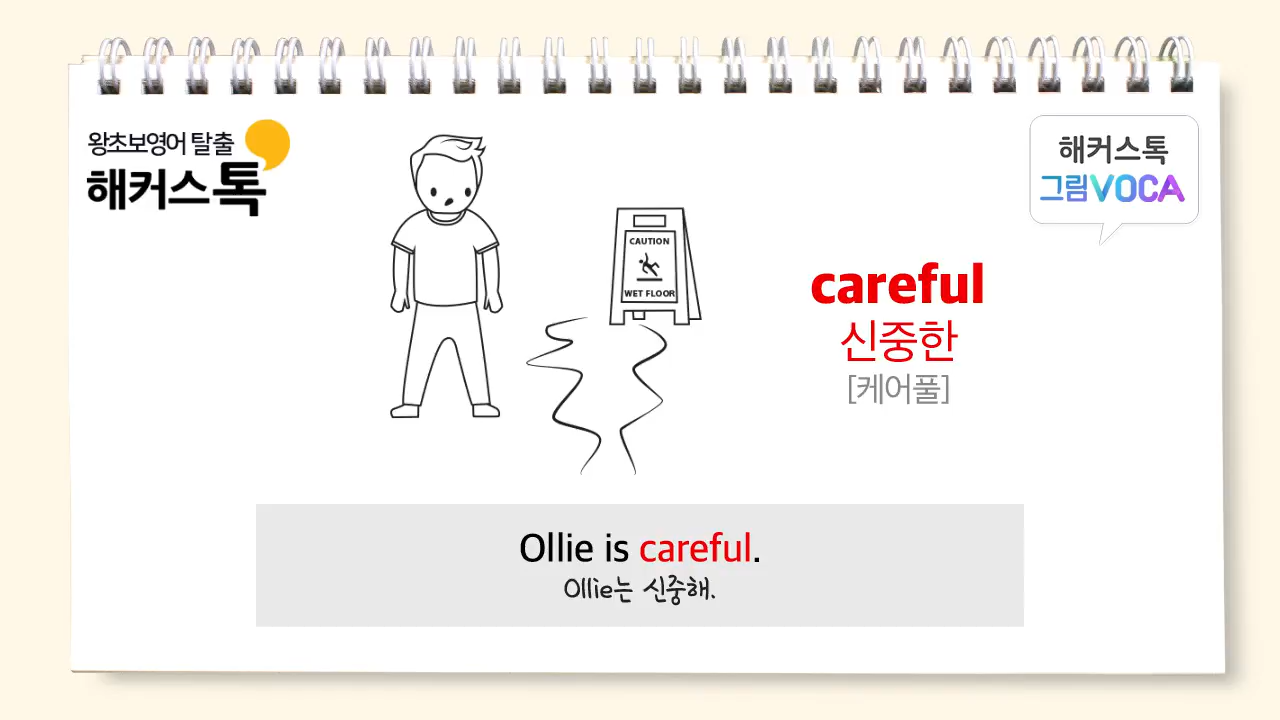 왕초보영어 탈출
해커스톡
해커스톡
그림VOCA
CAUTION
WET FLOOR
careful
신중한
[케어풀]
Ollie is careful.
Ollie는 신중해.